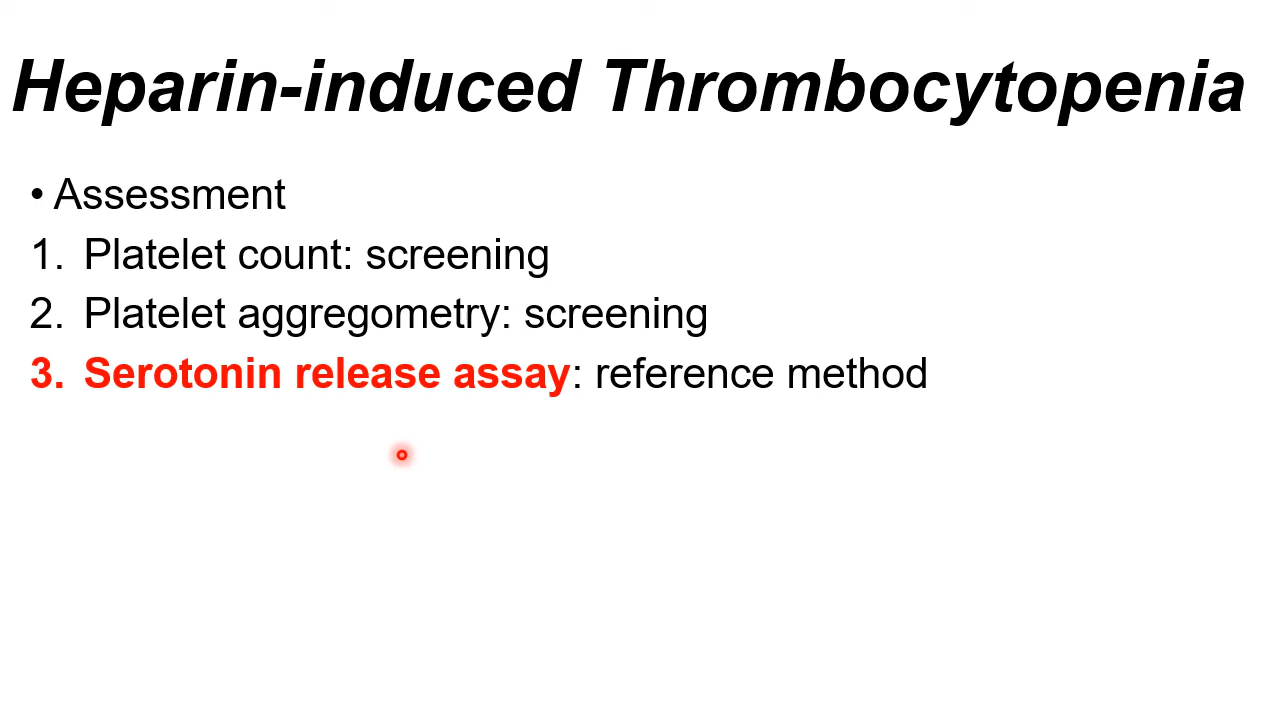 Heparin-induced Thrombocytopenia
• Assessment
1. Platelet count: screening
2. Platelet aggregometry: screening
3. Serotonin release assay: reference method